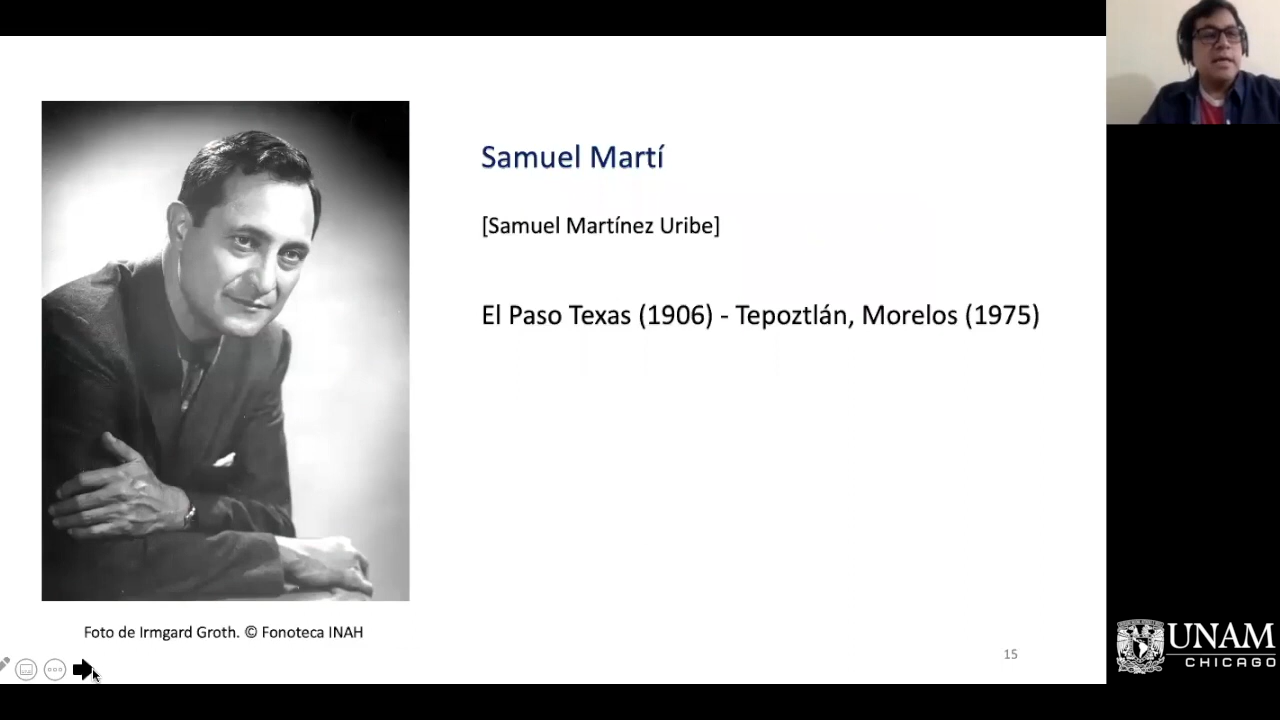 Samuel Martí
[Samuel Martínez Uribe]
El Paso Texas (1906) - Tepoztlán, Morelos (1975)
Foto de Irmgard Groth. © Fonoteca INAH
15
UNAM
CHICAGO